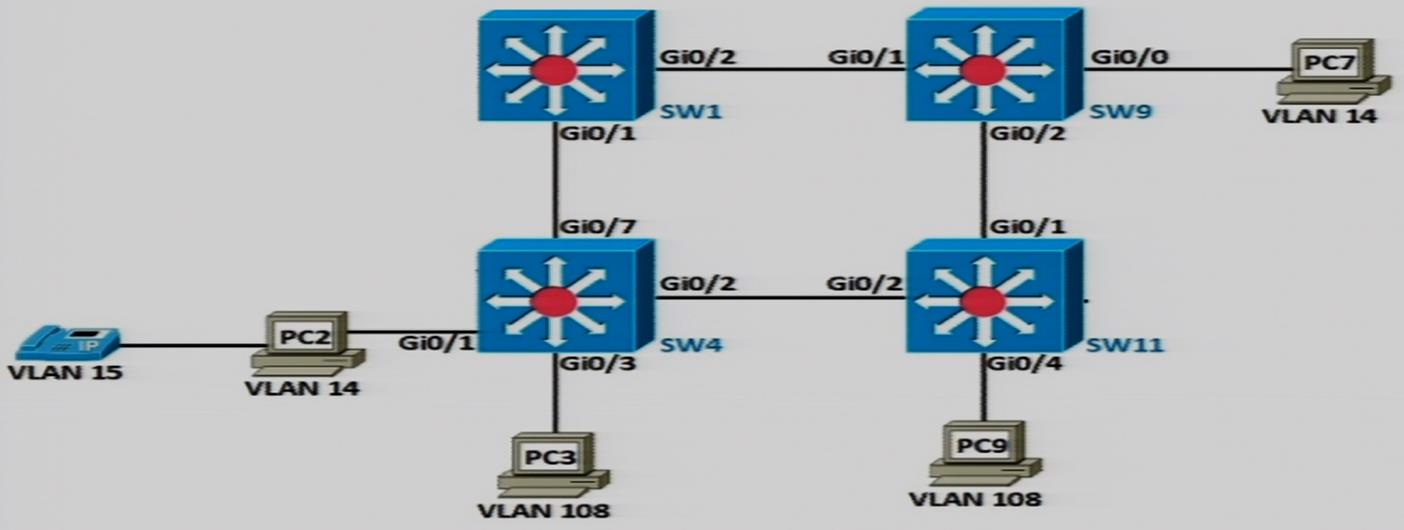 Gi0/2
Gi0/1
Gi0/0
PC7
SW1
SW9
VLAN 14
Gi0/1
Gi0/2
Gi0/7
Gi0/1
Gi0/2
Gi0/2
IP
PC2
Gi0/1
SW4
SW11
VLAN 15
VLAN 14
Gi0/3
Gi0/4
PC3
PC9
VLAN 108
VLAN 108